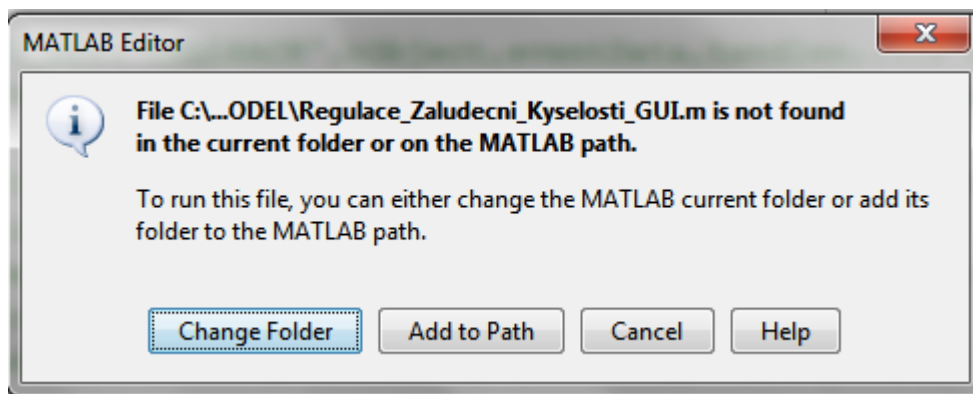 MATLAB Editor
File C:\...ODEL\Regulace_Zaludecni_Kyselosti_GUI.m is not found
in the current folder or on the MATLAB path.
To run this file, you can either change the MATLAB current folder or add its
folder to the MATLAB path.
Change Folder Add to Path Cancel Help